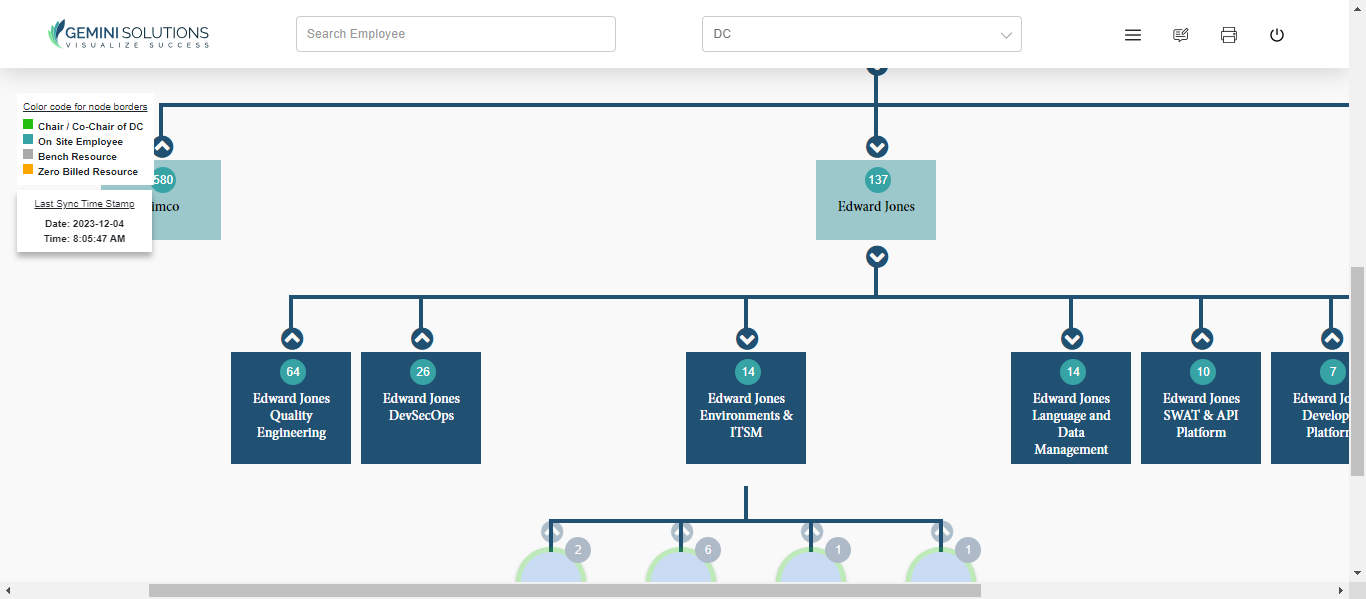 GEMINI SOLUTIONS
VISUALIZE SUCCESS
Search Employee
DC
Color code for node borders
Chair / Co-Chair of DC
On Site Employee
Bench Resource
Zero Billed Resource
Last Sync Time Stamp
Date: 2023-12-04
Time: 8:05:47 AM
580
imco
137
Edward Jones
64
Edward Jones
Quality
Engineering
26
Edward Jones
DevSecOps
14
Edward Jones
Environments &
ITSM
14
Edward Jones
Language and
Data
Management
10
Edward Jones
SWAT & API
Platform
7
Edward Jo
Develop
Platfor
2
6
1
1